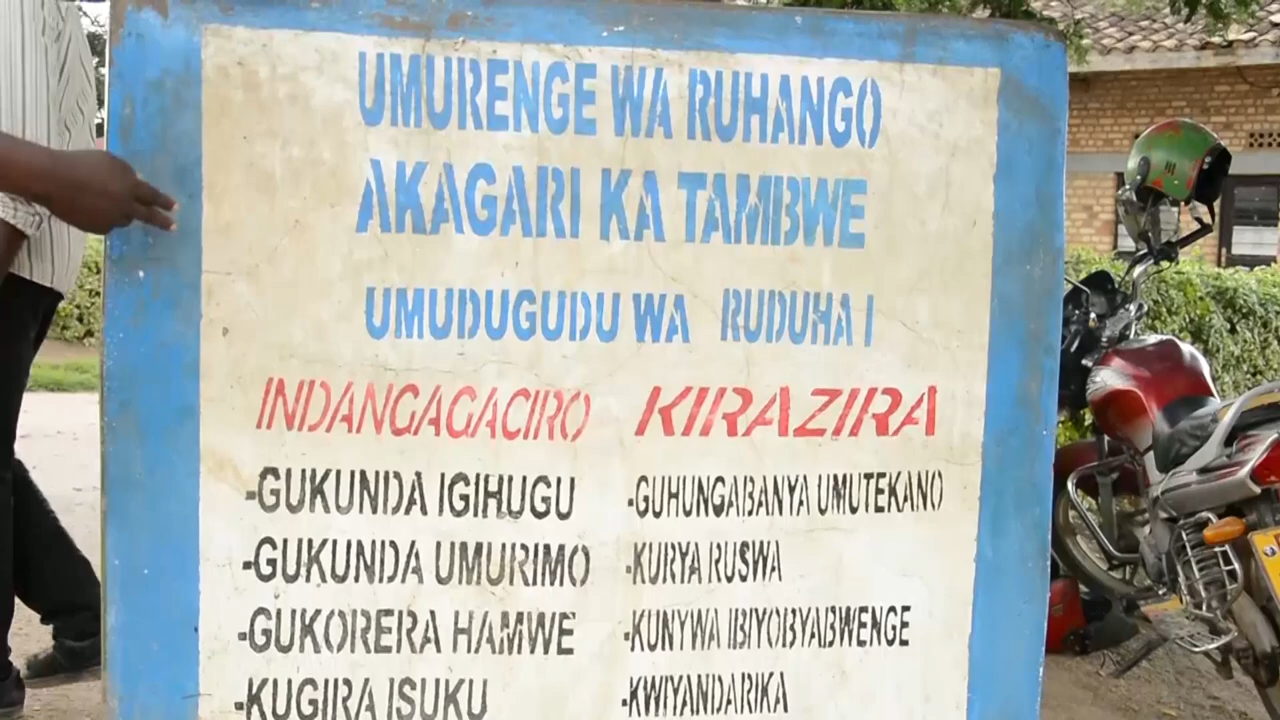 UMURENGE WA RUHANGO
AKAGARI KA TAMBWE
UMUDUGUDU WA RUDUHA I
INDANGAGACIRO KIRAZIRA
-GUKUNDA IGIHUGU -GUHUNGABANYA UMUTEKANO
-GUKUNDA UMURIMO -KURYA RUSWA
-GUKORERA HAMWE -KUNYWA IBIYOBYABWENGE
-KUGIRA ISUKU -KWIYANDARIKA